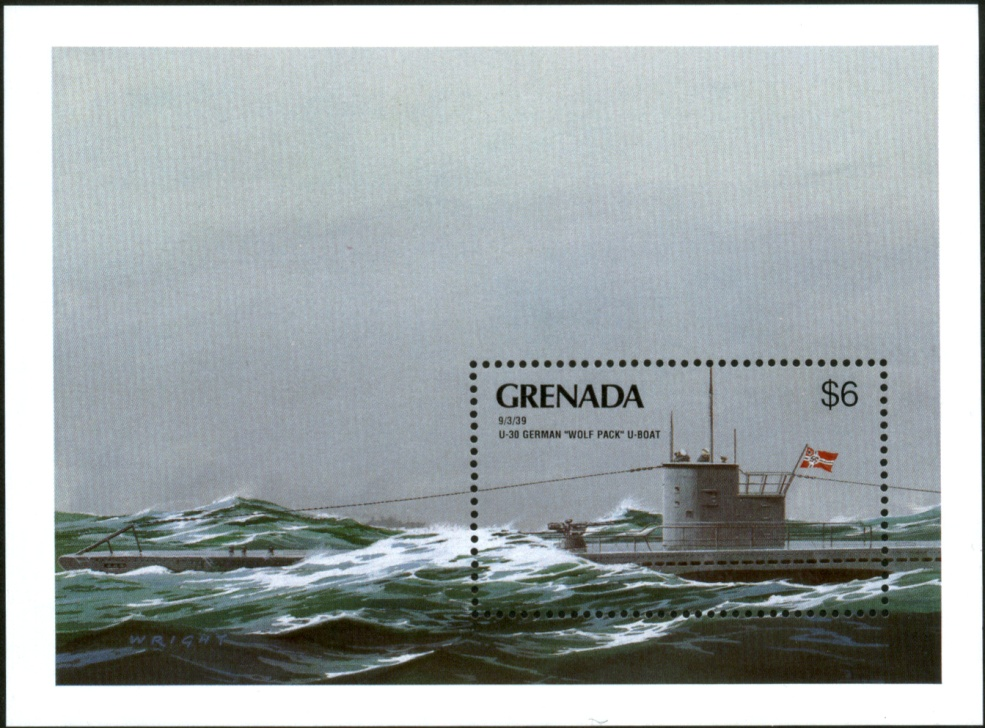 GRENADA
$6
9/3/39
U-30 GERMAN "WOLF PACK" U-BOAT
WRIGHT